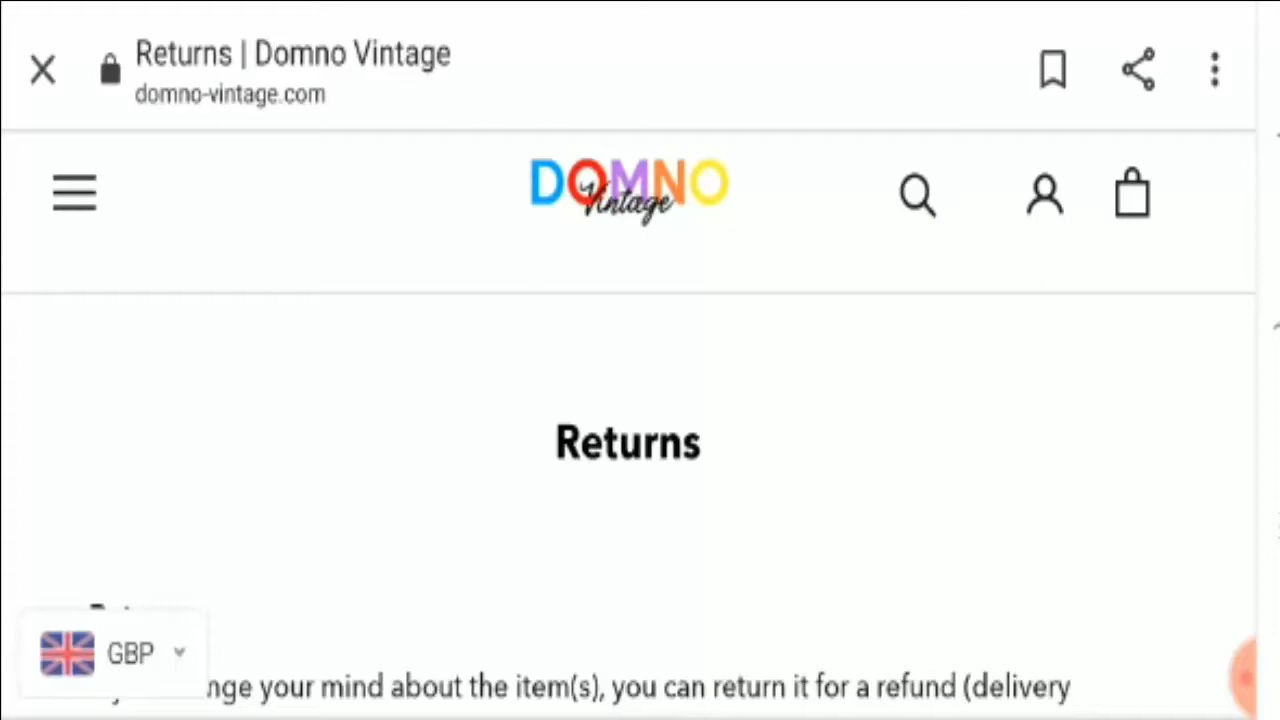 Returns | Domno Vintage
domno-vintage.com
DOMNO
Vintage
Returns
GBP
your mind about the item(s), you can return it for a refund (delivery